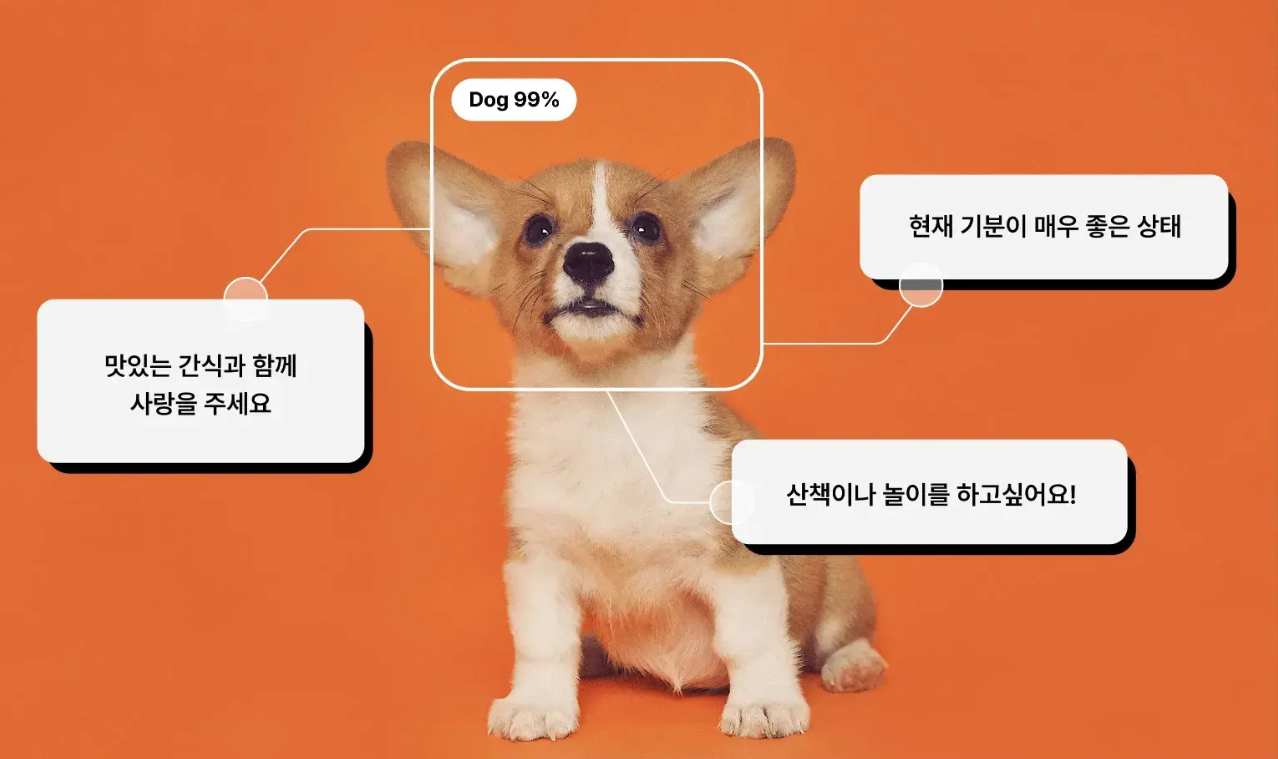 Dog 99%
현재 기분이 매우 좋은 상태
맛있는 간식과 함께
사랑을 주세요
산책이나 놀이를 하고싶어요!